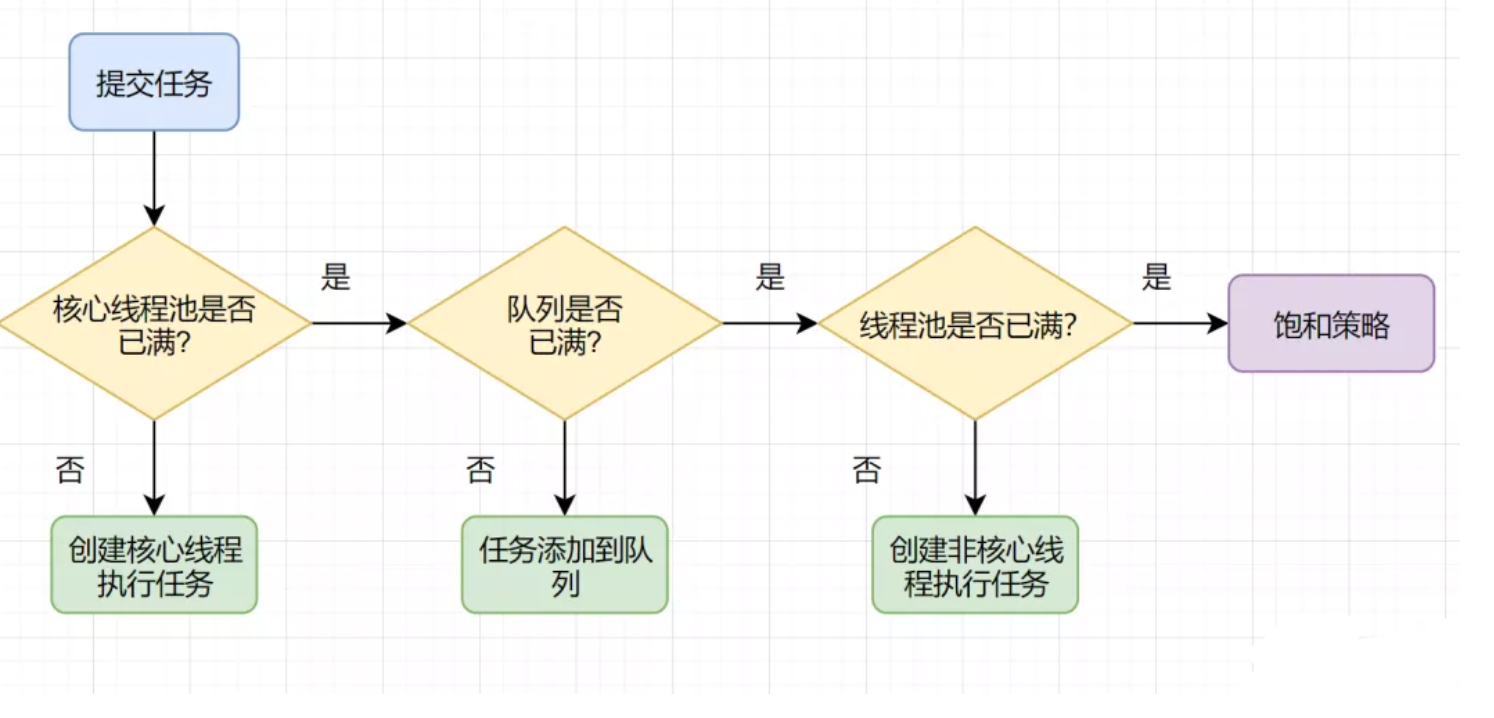 提交任务
核心线程池是否
已满?
是
队列是否
已满?
是
线程池是否已满?
是
饱和策略
否
创建核心线程
执行任务
否
任务添加到队
列
否
创建非核心线
程执行任务